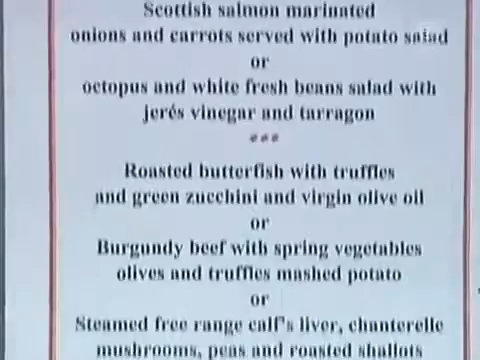 Scottish salmon marinated
onions and carrots served with potato salad
or
octopus and white fresh beans salad with
jerés vinegar and tarragon
***
Roasted butterfish with truffles
and green zucchini and virgin olive oil
or
Burgundy beef with spring vegetables
olives and truffles mashed potato
or
Steamed free range calf's liver, chanterelle
mushrooms, peas and roasted shallots